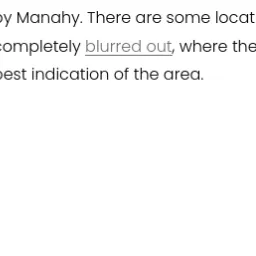 by Manahy. There are some locat
completely blurred out, where the
best indication of the area.